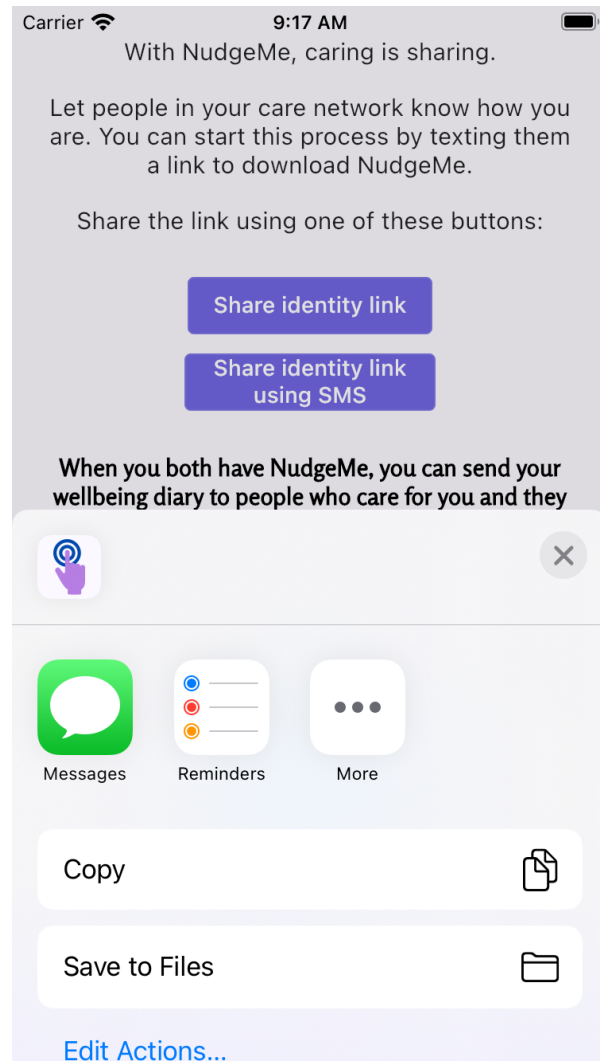 Carrier 9:17 AM
With NudgeMe, caring is sharing.
Let people in your care network know how you
are. You can start this process by texting them
a link to download NudgeMe.
Share the link using one of these buttons:
Share identity link
Share identity link
using SMS
When you both have NudgeMe, you can send your
wellbeing diary to people who care for you and they
Messages Reminders More
Copy
Save to Files
Edit Actions...